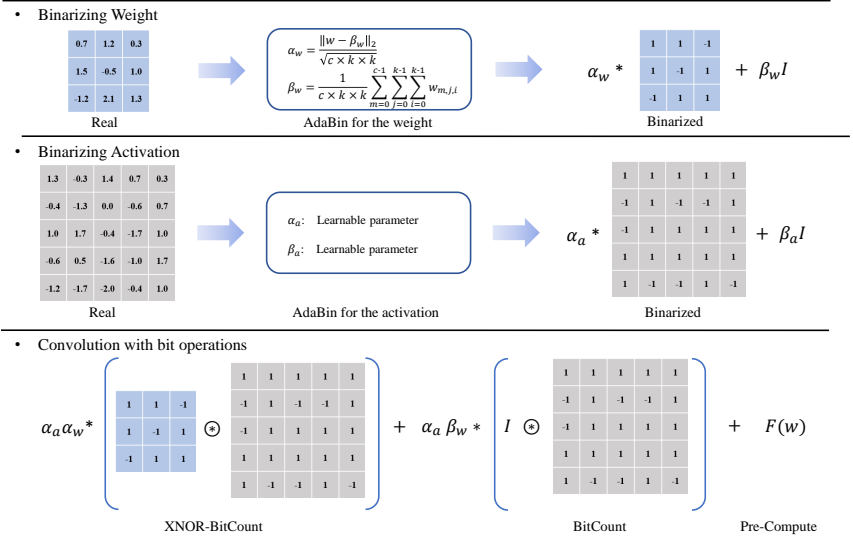 • Binarizing Weight
0.7 1.2 0.3
1.5 -0.5 1.0
-1.2 2.1 1.3
Real
α_w = ‖w − β_w‖₂ / √(c × k × k)
β_w = 1 / (c × k × k) ∑_{m=0}^{c-1} ∑_{j=0}^{k-1} ∑_{i=0}^{k-1} w_{m,j,i}
AdaBin for the weight
α_w *
1 1 -1
1 -1 1
-1 1 1
+ β_w I
Binarized
• Binarizing Activation
1.3 -0.3 1.4 0.7 0.3
-0.4 -1.3 0.0 -0.6 0.7
1.0 1.7 -0.4 -1.7 1.0
-0.6 0.5 -1.6 -1.0 1.7
-1.2 -1.7 -2.0 -0.4 1.0
Real
α_a: Learnable parameter
β_a: Learnable parameter
AdaBin for the activation
α_a *
1 1 1 1 1
-1 1 -1 -1 1
-1 1 1 1 1
1 1 1 1 1
1 -1 -1 1 -1
+ β_a I
Binarized
• Convolution with bit operations
α_a α_w *
1 1 -1
1 -1 1
-1 1 1
⊛
1 1 1 1 1
-1 1 -1 -1 1
-1 1 1 1 1
1 1 1 1 1
1 -1 -1 1 -1
XNOR-BitCount
+ α_a β_w *
I ⊛
1 1 1 1 1
-1 1 -1 -1 1
-1 1 1 1 1
1 1 1 1 1
1 -1 -1 1 -1
BitCount
+ F(w)
Pre-Compute